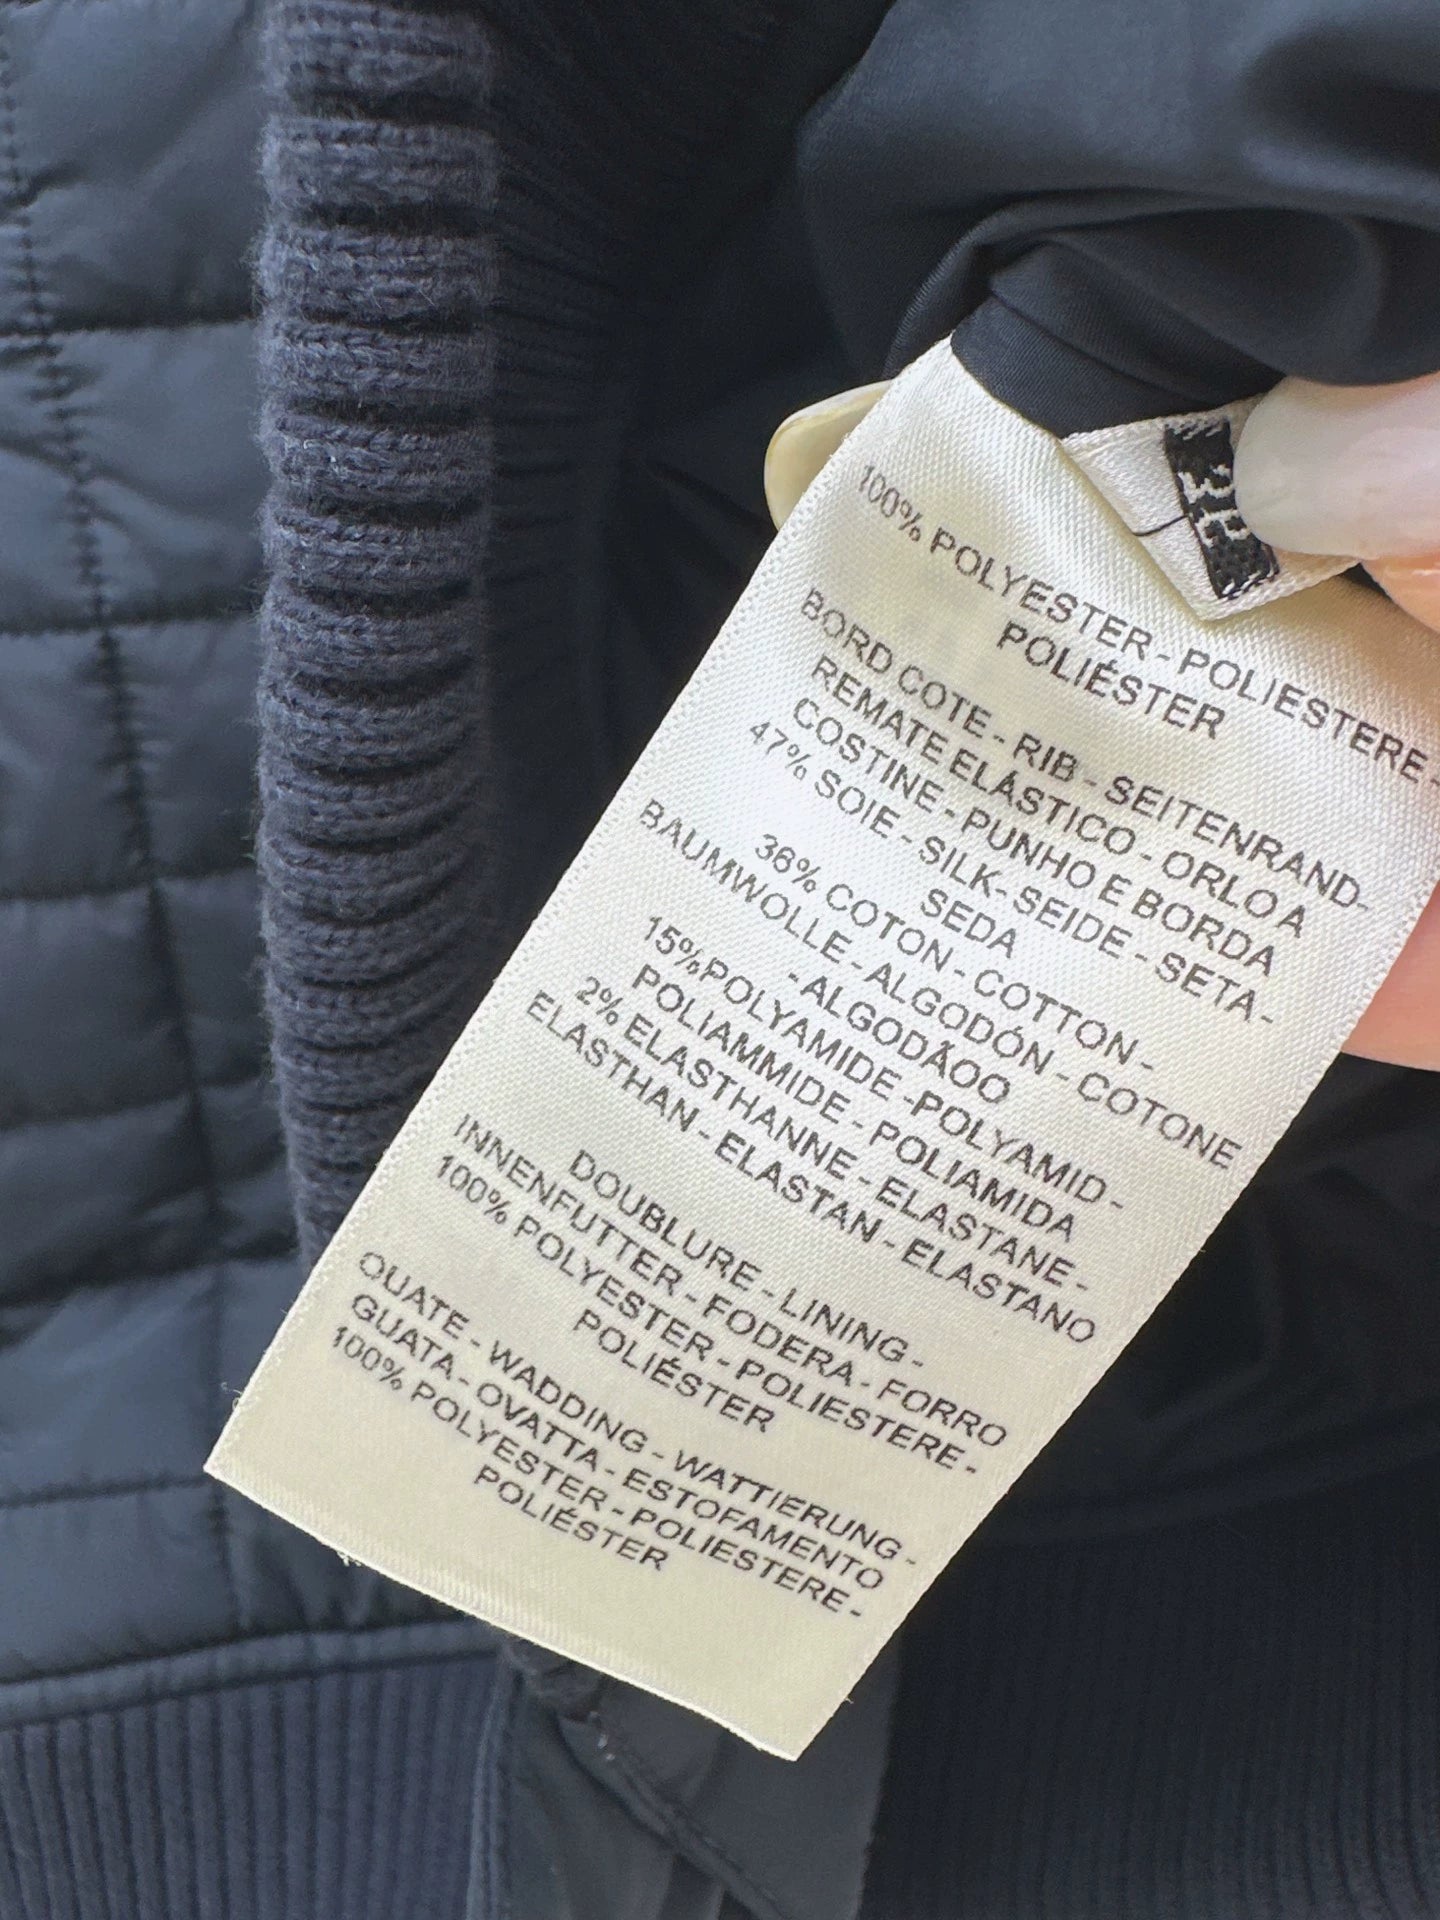 100% POLYESTER - POLIESTERE -
POLIÉSTER
BORD COTE - RIB - SEITENRAND-
REMATE ELÁSTICO - ORLO A
COSTINE - PUNHO E BORDA
47% SOIE - SILK- SEIDE - SETA -
SEDA
36% COTON - COTTON -
BAUMWOLLE - ALGODÓN - COTONE
- ALGODÃOO
15%POLYAMIDE -POLYAMID -
POLIAMMIDE - POLIAMIDA
2% ELASTHANNE - ELASTANE -
ELASTHAN - ELASTAN - ELASTANO
DOUBLURE - LINING -
INNENFUTTER - FODERA - FORRO
100% POLYESTER - POLIESTERE -
POLIÉSTER
OUATE - WADDING - WATTIERUNG -
GUATA - OVATTA - ESTOFAMENTO
100% POLYESTER - POLIESTERE -
POLIÉSTER